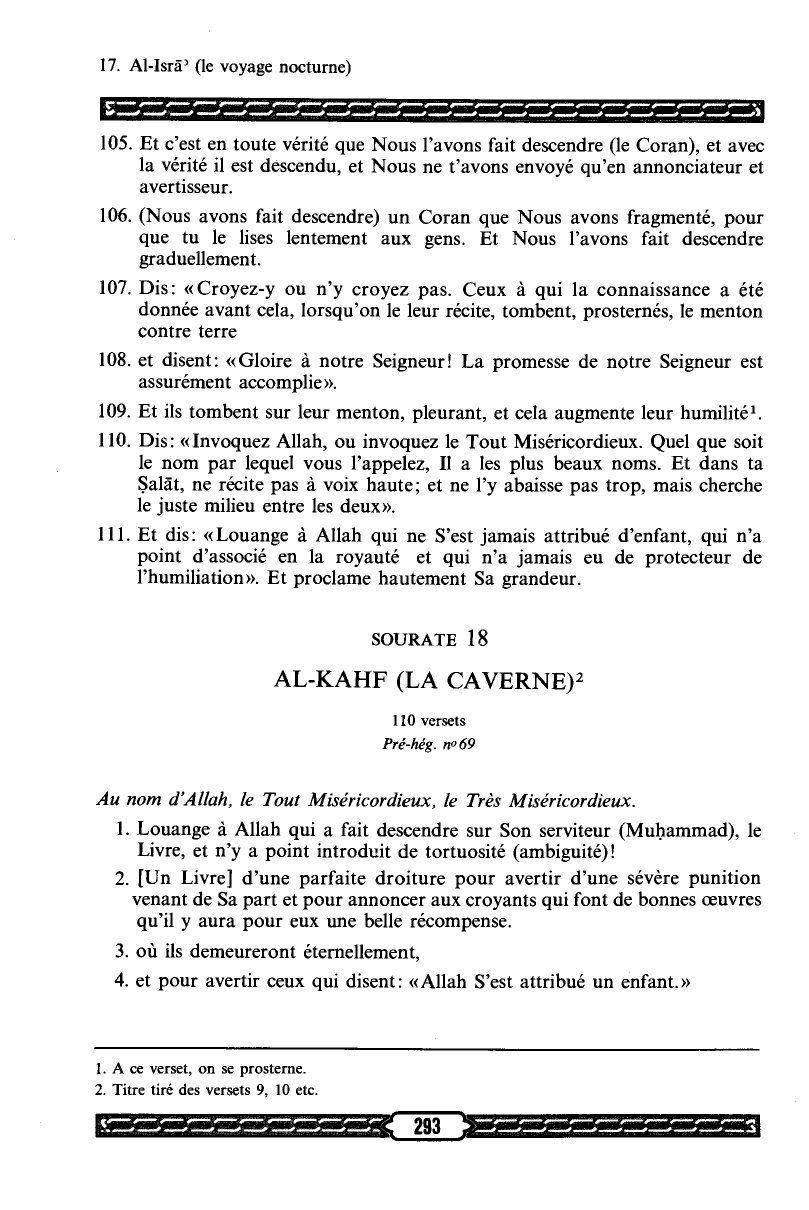 17. Al-Isrāʾ (le voyage nocturne)
105. Et c’est en toute vérité que Nous l’avons fait descendre (le Coran), et avec
la vérité il est descendu, et Nous ne t’avons envoyé qu’en annonciateur et
avertisseur.
106. (Nous avons fait descendre) un Coran que Nous avons fragmenté, pour
que tu le lises lentement aux gens. Et Nous l’avons fait descendre
graduellement.
107. Dis: «Croyez-y ou n’y croyez pas. Ceux à qui la connaissance a été
donnée avant cela, lorsqu’on le leur récite, tombent, prosternés, le menton
contre terre
108. et disent: «Gloire à notre Seigneur! La promesse de notre Seigneur est
assurément accomplie».
109. Et ils tombent sur leur menton, pleurant, et cela augmente leur humilité¹.
110. Dis: «Invoquez Allah, ou invoquez le Tout Miséricordieux. Quel que soit
le nom par lequel vous l’appelez, Il a les plus beaux noms. Et dans ta
Ṣalāt, ne récite pas à voix haute; et ne l’y abaisse pas trop, mais cherche
le juste milieu entre les deux».
111. Et dis: «Louange à Allah qui ne S’est jamais attribué d’enfant, qui n’a
point d’associé en la royauté et qui n’a jamais eu de protecteur de
l’humiliation». Et proclame hautement Sa grandeur.
SOURATE 18
AL-KAHF (LA CAVERNE)²
110 versets
Pré-hég. nº 69
Au nom d’Allah, le Tout Miséricordieux, le Très Miséricordieux.
1. Louange à Allah qui a fait descendre sur Son serviteur (Muḥammad), le
Livre, et n’y a point introduit de tortuosité (ambiguité)!
2. [Un Livre] d’une parfaite droiture pour avertir d’une sévère punition
venant de Sa part et pour annoncer aux croyants qui font de bonnes œuvres
qu’il y aura pour eux une belle récompense.
3. où ils demeureront éternellement,
4. et pour avertir ceux qui disent: «Allah S’est attribué un enfant.»
1. A ce verset, on se prosterne.
2. Titre tiré des versets 9, 10 etc.
293